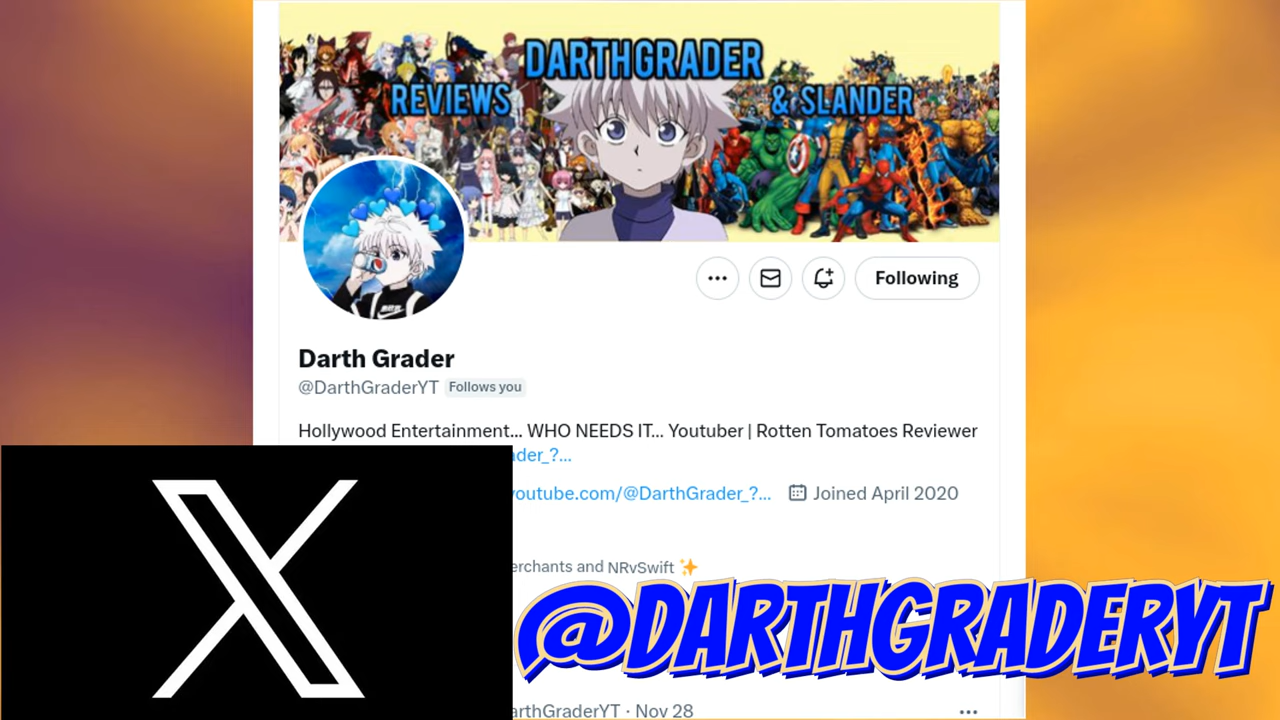 DARTHGRADER
REVIEWS & SLANDER
Following
Darth Grader
@DarthGraderYT Follows you
Hollywood Entertainment... WHO NEEDS IT... Youtuber | Rotten Tomatoes Reviewer
ader_?...
youtube.com/@DarthGrader_?... Joined April 2020
erchants and NRvSwift ✨
X
@DARTHGRADERYT
arthGraderYT · Nov 28